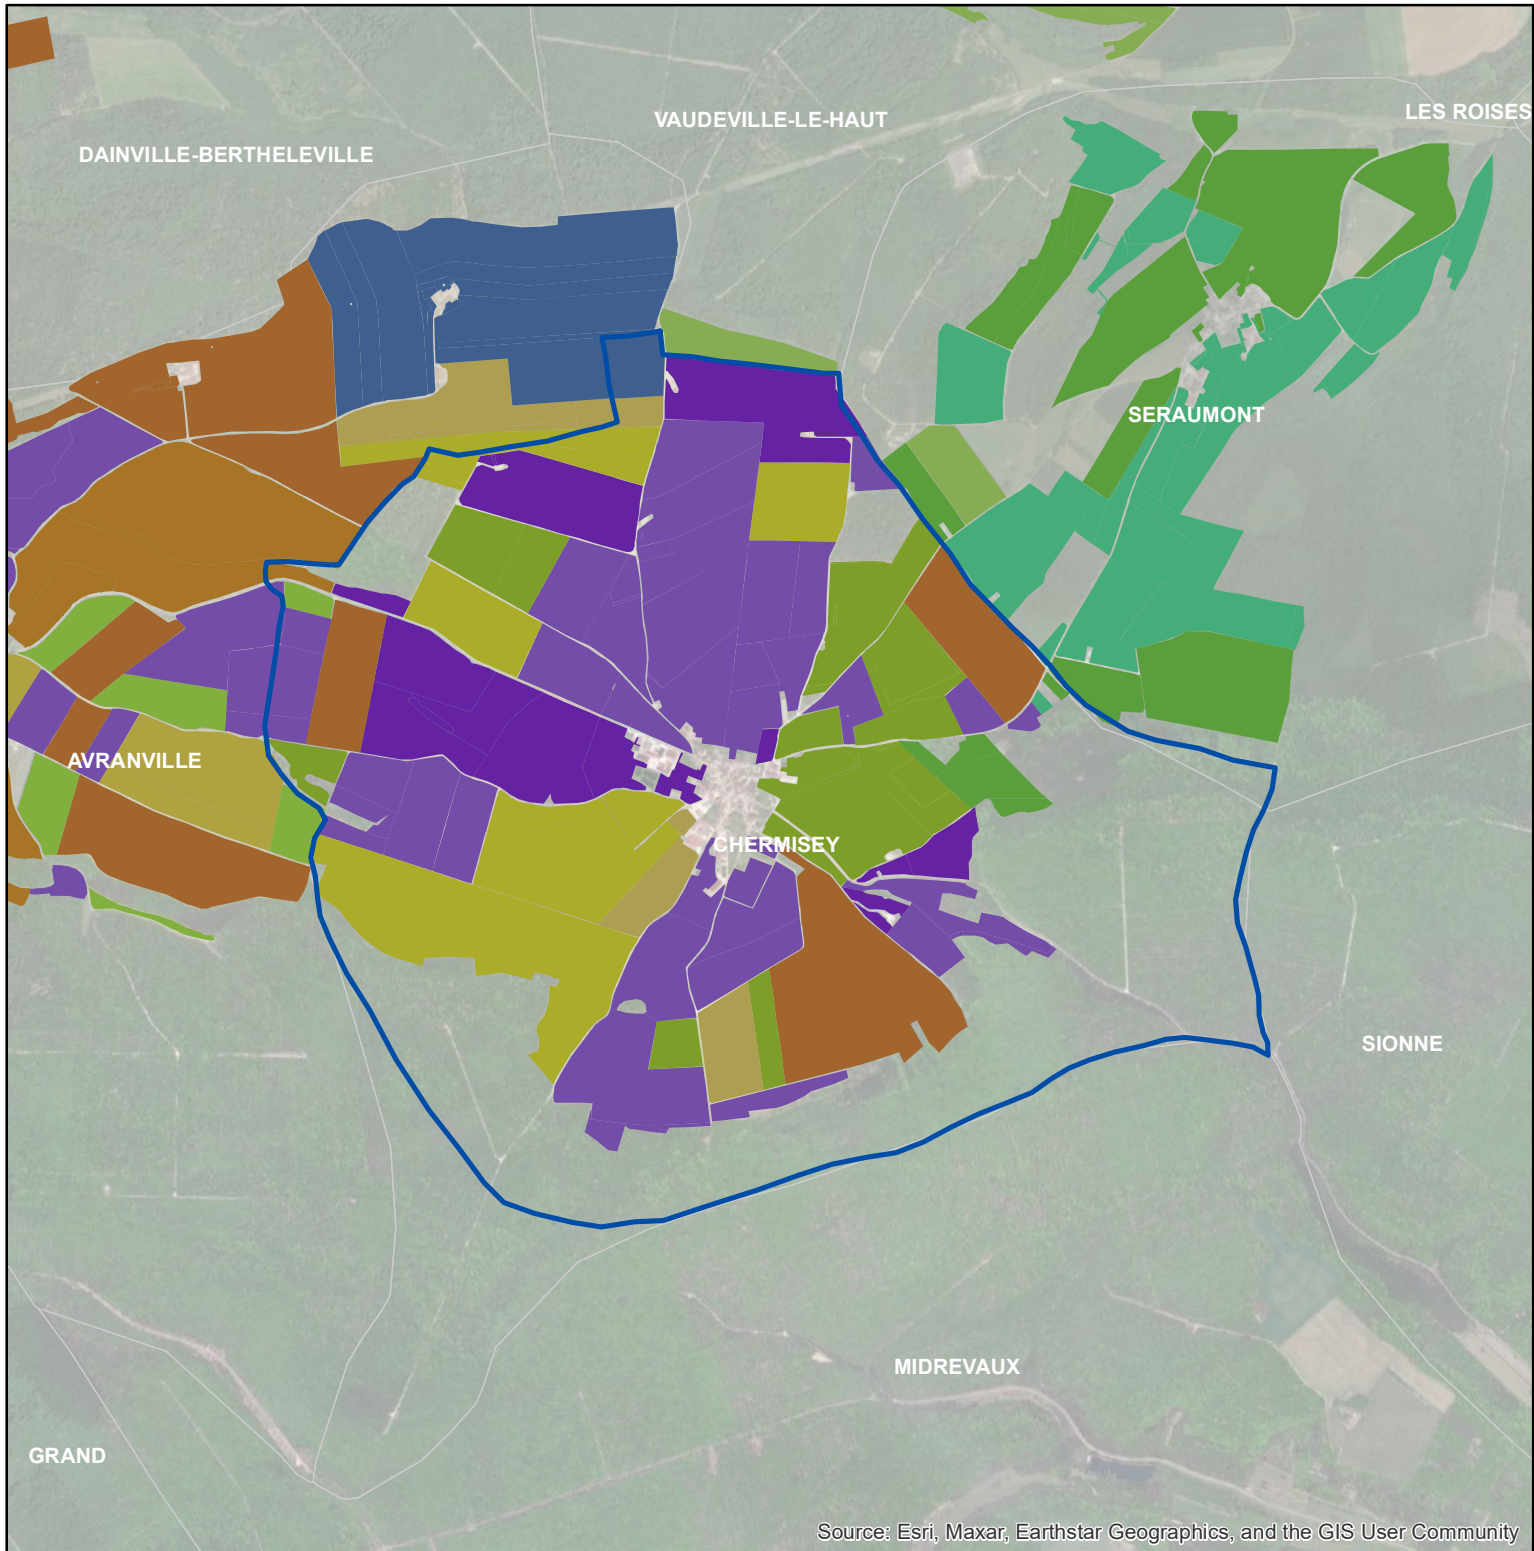 LES ROISES
VAUDEVILLE-LE-HAUT
DAINVILLE-BERTHELEVILLE
SERAUMONT
AVRANVILLE
CHERMISEY
SIONNE
MIDREVAUX
GRAND
Source: Esri, Maxar, Earthstar Geographics, and the GIS User Community